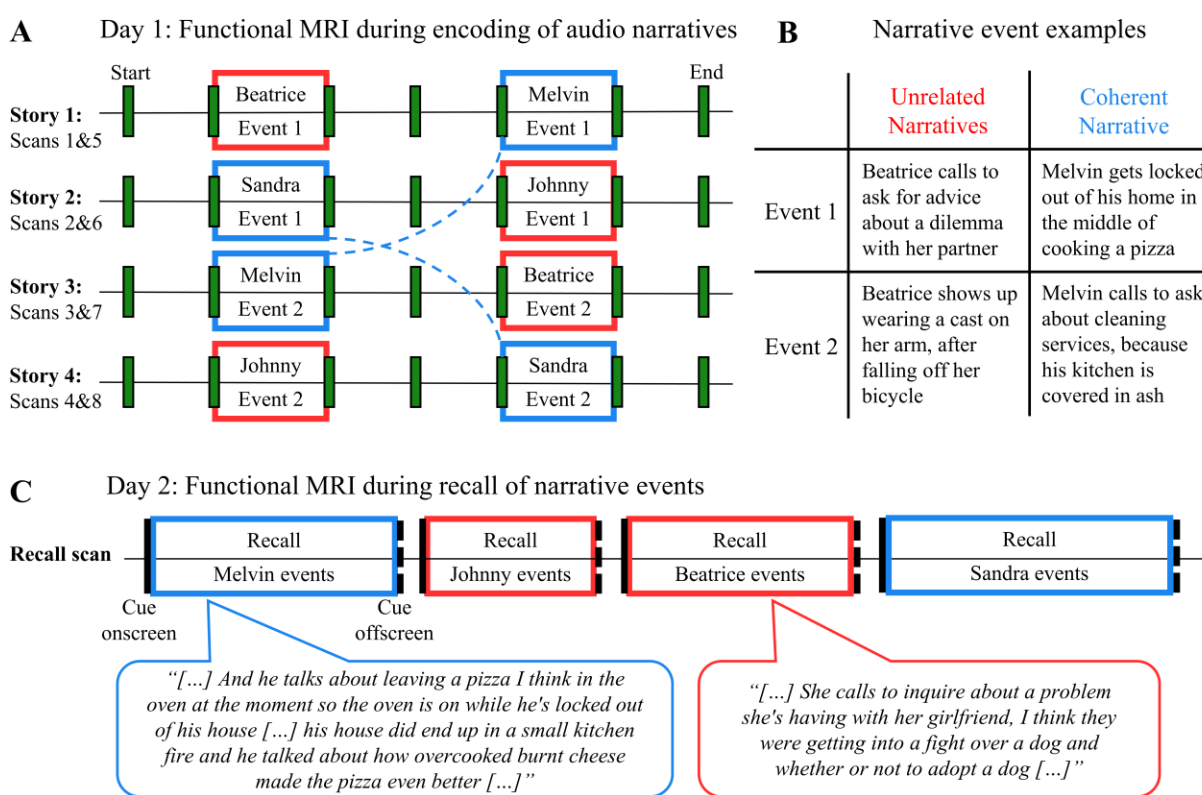 A
Day 1: Functional MRI during encoding of audio narratives
Start
End
Story 1:
Scans 1&5
Beatrice
Event 1
Melvin
Event 1
Story 2:
Scans 2&6
Sandra
Event 1
Johnny
Event 1
Story 3:
Scans 3&7
Melvin
Event 2
Beatrice
Event 2
Story 4:
Scans 4&8
Johnny
Event 2
Sandra
Event 2
B
Narrative event examples
Unrelated
Narratives
Coherent
Narrative
Event 1
Beatrice calls to
ask for advice
about a dilemma
with her partner
Melvin gets locked
out of his home in
the middle of
cooking a pizza
Event 2
Beatrice shows up
wearing a cast on
her arm, after
falling off her
bicycle
Melvin calls to ask
about cleaning
services, because
his kitchen is
covered in ash
C
Day 2: Functional MRI during recall of narrative events
Recall scan
Recall
Melvin events
Recall
Johnny events
Recall
Beatrice events
Recall
Sandra events
Cue
onscreen
Cue
offscreen
“[…] And he talks about leaving a pizza I think in the
oven at the moment so the oven is on while he's locked out
of his house […] his house did end up in a small kitchen
fire and he talked about how overcooked burnt cheese
made the pizza even better […]”
“[…] She calls to inquire about a problem
she's having with her girlfriend, I think they
were getting into a fight over a dog and
whether or not to adopt a dog […]”